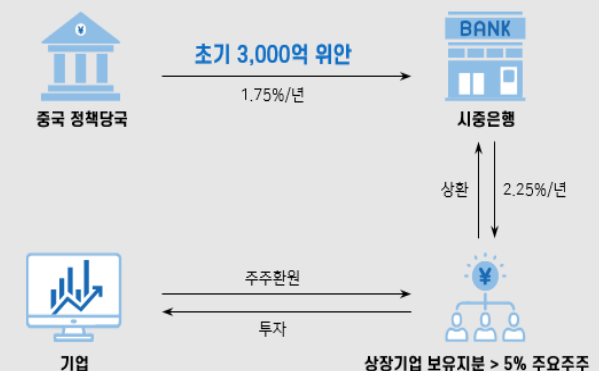 ¥
BANK
초기 3,000억 위안
1.75%/년
중국 정책당국
시중은행
상환
2.25%/년
¥
주주환원
투자
기업
상장기업 보유지분 > 5% 주요주주